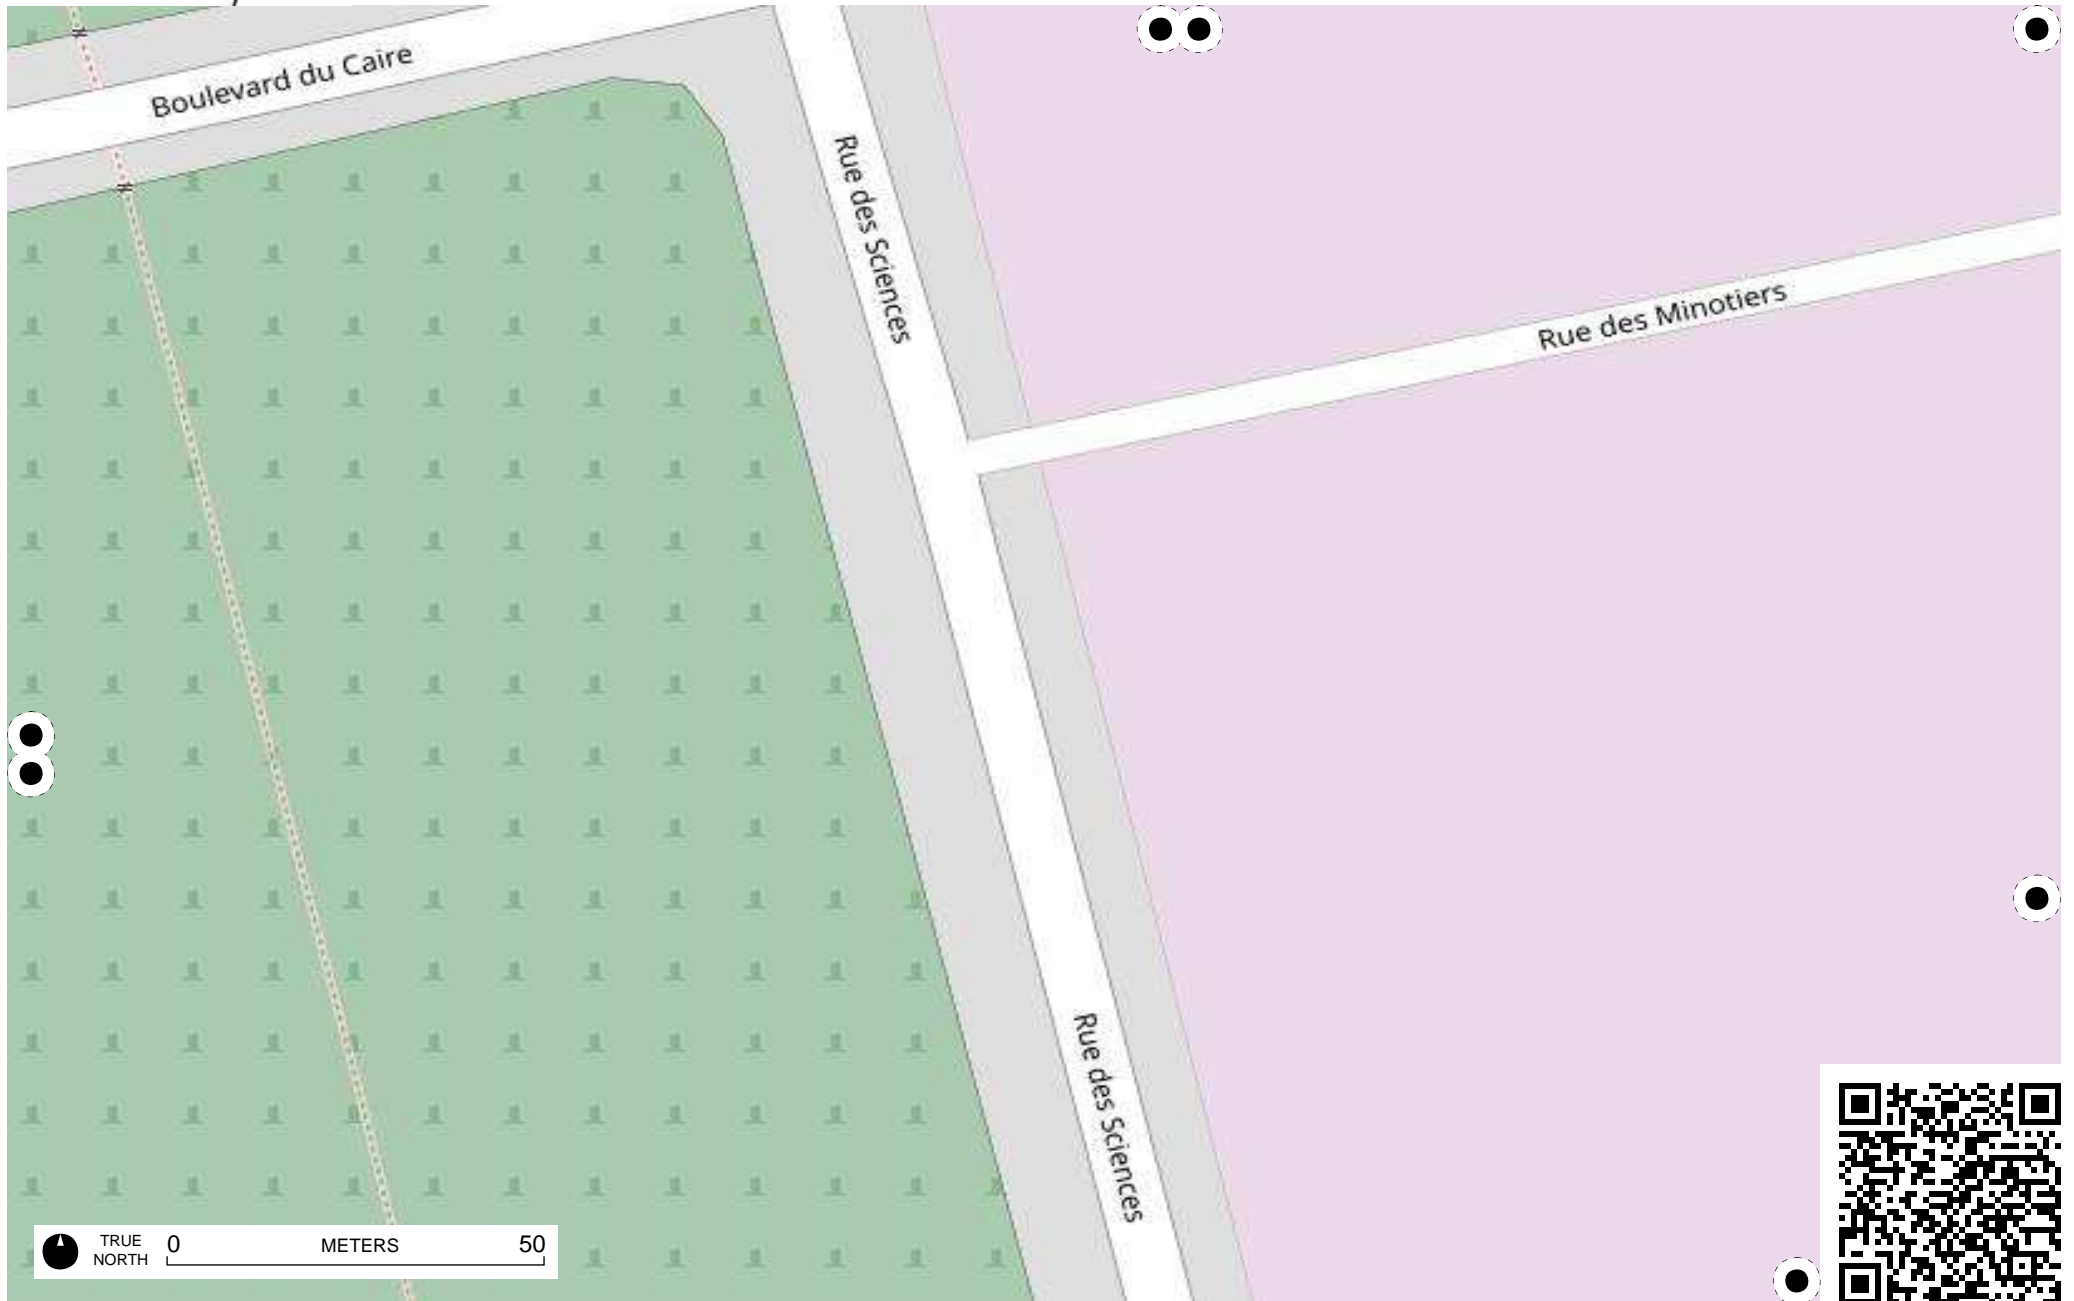 Boulevard du Caire
Rue des Sciences
Rue des Minotiers
Rue des Sciences
TRUE
NORTH
0 METERS 50